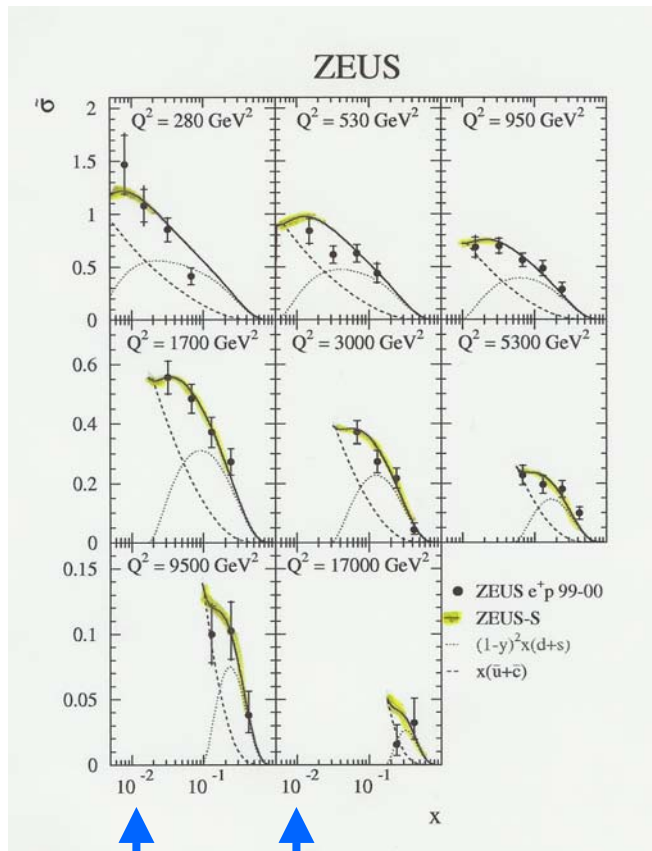 ZEUS
σ̃
Q² = 280 GeV²
Q² = 530 GeV²
Q² = 950 GeV²
2
1.5
1
0.5
0
Q² = 1700 GeV²
Q² = 3000 GeV²
Q² = 5300 GeV²
0.6
0.4
0.2
0
Q² = 9500 GeV²
Q² = 17000 GeV²
0.15
0.1
0.05
0
ZEUS e⁺p 99-00
ZEUS-S
(1-y)²x(d+s)
x(ū+c̄)
10⁻² 10⁻¹ 10⁻² 10⁻¹
x